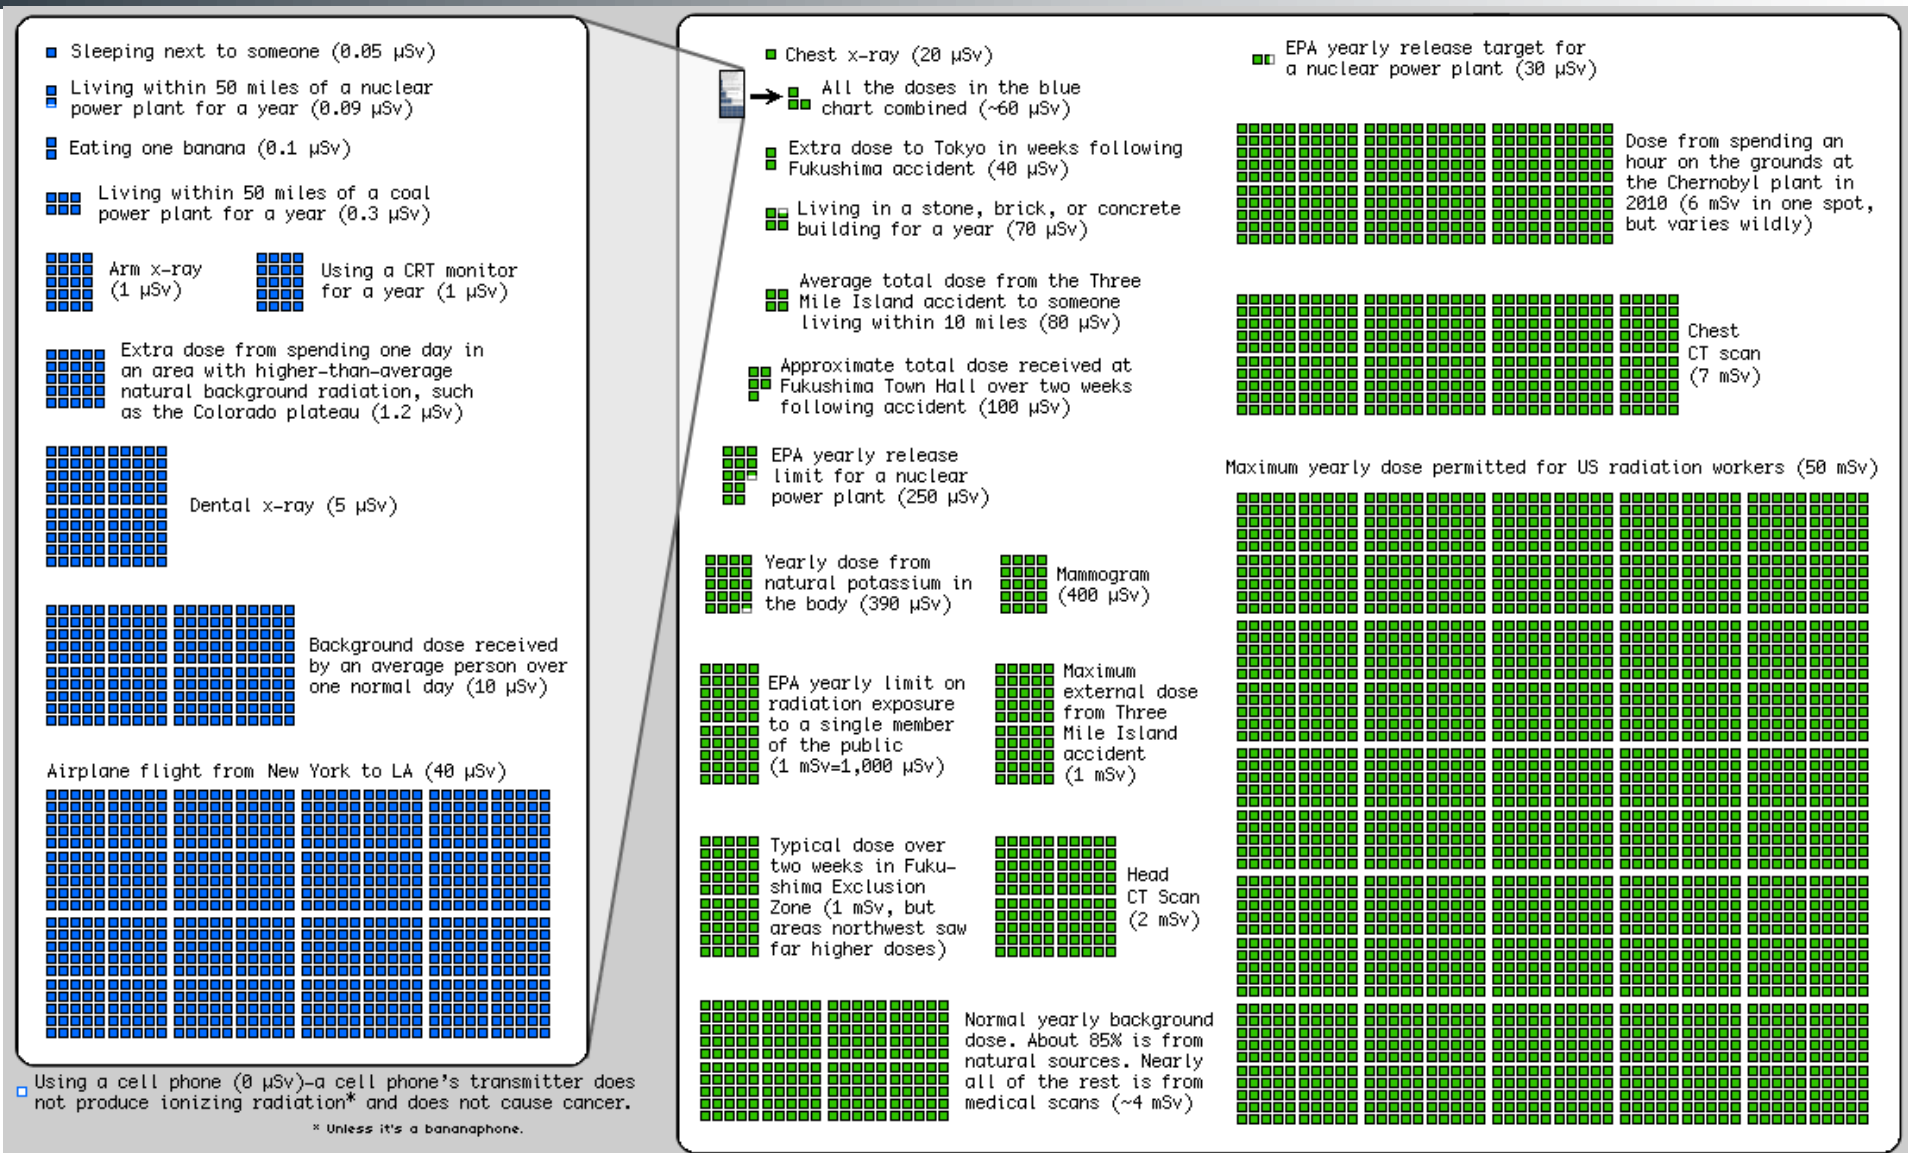 Sleeping next to someone (0.05 µSv)
Living within 50 miles of a nuclear
power plant for a year (0.09 µSv)
Eating one banana (0.1 µSv)
Living within 50 miles of a coal
power plant for a year (0.3 µSv)
Arm x-ray
(1 µSv)
Using a CRT monitor
for a year (1 µSv)
Extra dose from spending one day in
an area with higher-than-average
natural background radiation, such
as the Colorado plateau (1.2 µSv)
Dental x-ray (5 µSv)
Background dose received
by an average person over
one normal day (10 µSv)
Airplane flight from New York to LA (40 µSv)
Using a cell phone (0 µSv)-a cell phone's transmitter does
not produce ionizing radiation* and does not cause cancer.
* Unless it's a bananaphone.
Chest x-ray (20 µSv)
All the doses in the blue
chart combined (~60 µSv)
Extra dose to Tokyo in weeks following
Fukushima accident (40 µSv)
Living in a stone, brick, or concrete
building for a year (70 µSv)
Average total dose from the Three
Mile Island accident to someone
living within 10 miles (80 µSv)
Approximate total dose received at
Fukushima Town Hall over two weeks
following accident (100 µSv)
EPA yearly release
limit for a nuclear
power plant (250 µSv)
Yearly dose from
natural potassium in
the body (390 µSv)
Mammogram
(400 µSv)
EPA yearly limit on
radiation exposure
to a single member
of the public
(1 mSv=1,000 µSv)
Maximum
external dose
from Three
Mile Island
accident
(1 mSv)
Typical dose over
two weeks in Fuku-
shima Exclusion
Zone (1 mSv, but
areas northwest saw
far higher doses)
Head
CT Scan
(2 mSv)
Normal yearly background
dose. About 85% is from
natural sources. Nearly
all of the rest is from
medical scans (~4 mSv)
EPA yearly release target for
a nuclear power plant (30 µSv)
Dose from spending an
hour on the grounds at
the Chernobyl plant in
2010 (6 mSv in one spot,
but varies wildly)
Chest
CT scan
(7 mSv)
Maximum yearly dose permitted for US radiation workers (50 mSv)